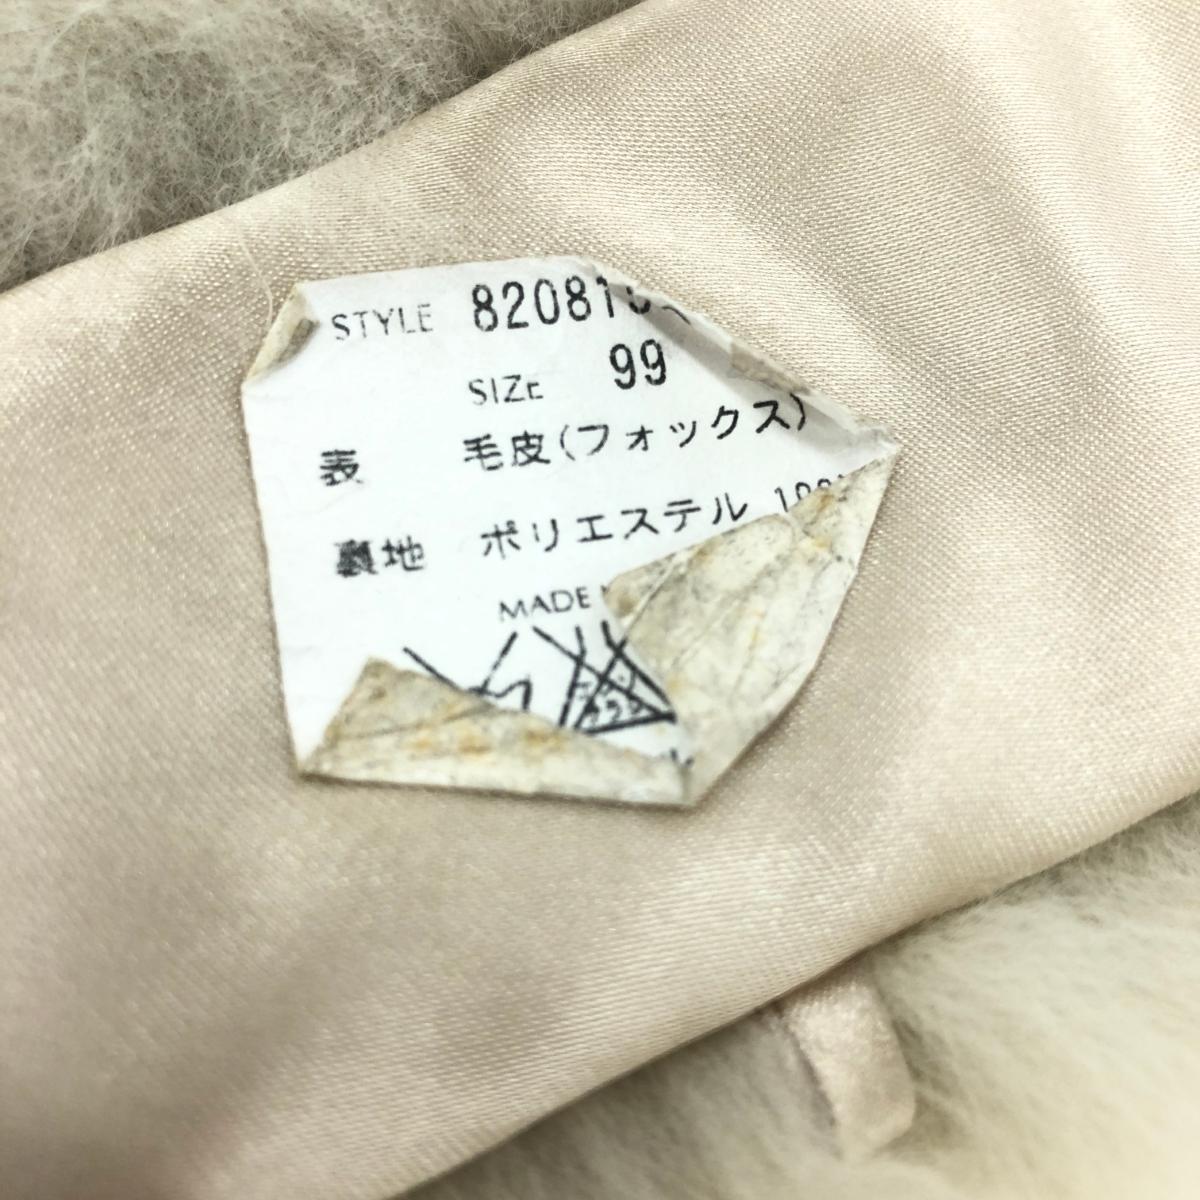 STYLE 82081
SIZE 99
表 毛皮(フォックス)
裏地 ポリエステル
MADE